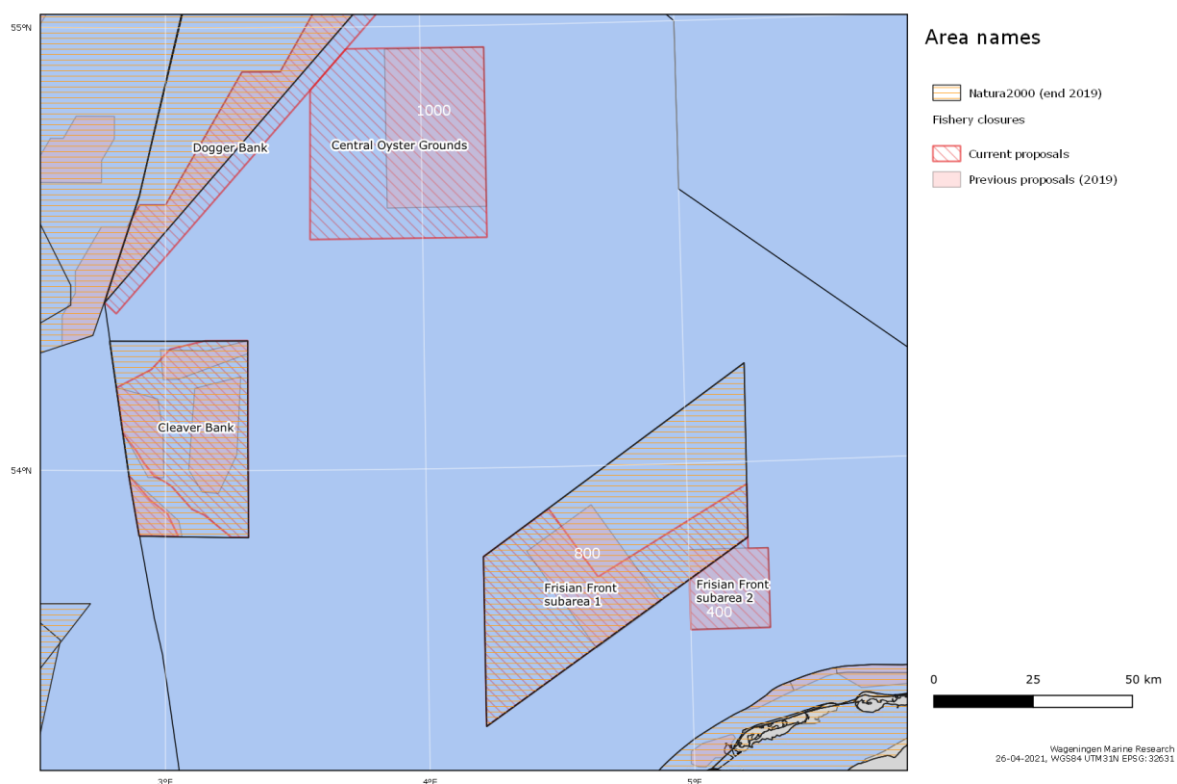 Area names
Natura2000 (end 2019)
Fishery closures
Current proposals
Previous proposals (2019)
55°N
1000
Dogger Bank
Central Oyster Grounds
Cleaver Bank
54°N
800
Frisian Front
subarea 1
Frisian Front
subarea 2
400
0 25 50 km
Wageningen Marine Research
26-04-2021, WGS84 UTM31N EPSG:32631
3°E 4°E 5°E